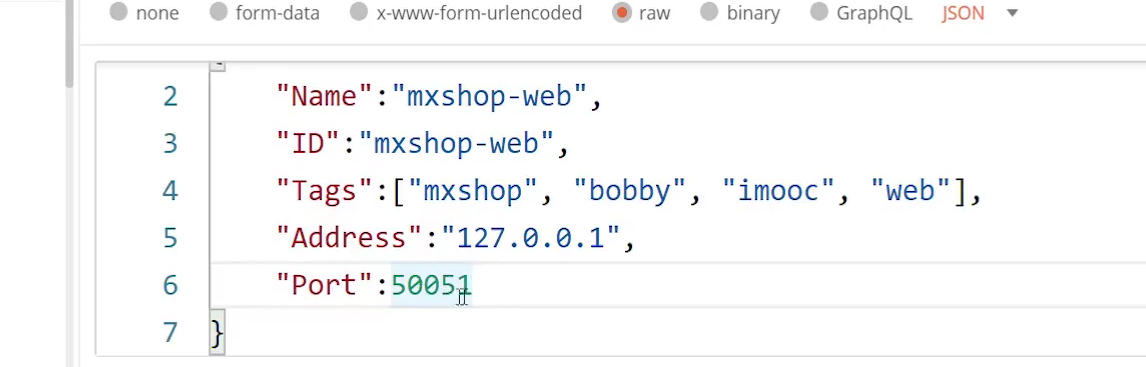 none form-data x-www-form-urlencoded raw binary GraphQL JSON
2 "Name":"mxshop-web",
3 "ID":"mxshop-web",
4 "Tags":["mxshop", "bobby", "imooc", "web"],
5 "Address":"127.0.0.1",
6 "Port":50051
7 }